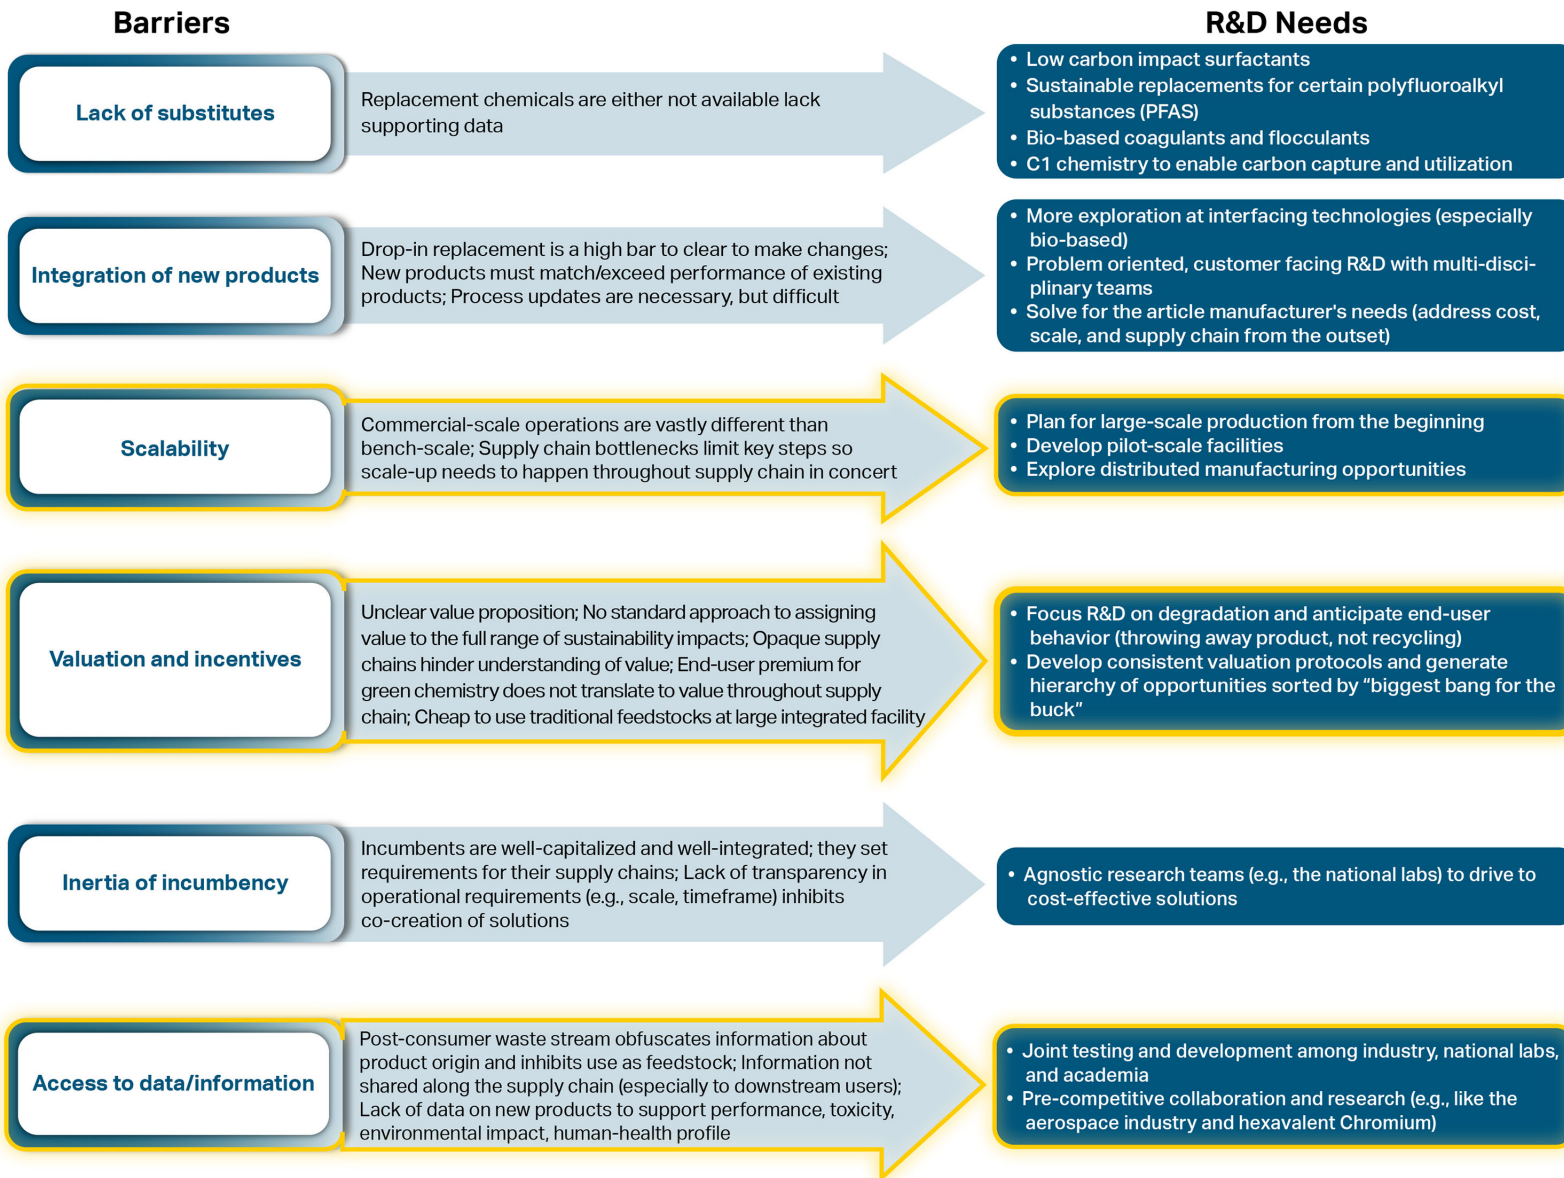 Barriers
R&D Needs
Lack of substitutes
Replacement chemicals are either not available lack
supporting data
• Low carbon impact surfactants
• Sustainable replacements for certain polyfluoroalkyl
substances (PFAS)
• Bio-based coagulants and flocculants
• C1 chemistry to enable carbon capture and utilization
Integration of new products
Drop-in replacement is a high bar to clear to make changes;
New products must match/exceed performance of existing
products; Process updates are necessary, but difficult
• More exploration at interfacing technologies (especially
bio-based)
• Problem oriented, customer facing R&D with multi-disci-
plinary teams
• Solve for the article manufacturer's needs (address cost,
scale, and supply chain from the outset)
Scalability
Commercial-scale operations are vastly different than
bench-scale; Supply chain bottlenecks limit key steps so
scale-up needs to happen throughout supply chain in concert
• Plan for large-scale production from the beginning
• Develop pilot-scale facilities
• Explore distributed manufacturing opportunities
Valuation and incentives
Unclear value proposition; No standard approach to assigning
value to the full range of sustainability impacts; Opaque supply
chains hinder understanding of value; End-user premium for
green chemistry does not translate to value throughout supply
chain; Cheap to use traditional feedstocks at large integrated facility
• Focus R&D on degradation and anticipate end-user
behavior (throwing away product, not recycling)
• Develop consistent valuation protocols and generate
hierarchy of opportunities sorted by “biggest bang for the
buck”
Inertia of incumbency
Incumbents are well-capitalized and well-integrated; they set
requirements for their supply chains; Lack of transparency in
operational requirements (e.g., scale, timeframe) inhibits
co-creation of solutions
• Agnostic research teams (e.g., the national labs) to drive to
cost-effective solutions
Access to data/information
Post-consumer waste stream obfuscates information about
product origin and inhibits use as feedstock; Information not
shared along the supply chain (especially to downstream users);
Lack of data on new products to support performance, toxicity,
environmental impact, human-health profile
• Joint testing and development among industry, national labs,
and academia
• Pre-competitive collaboration and research (e.g., like the
aerospace industry and hexavalent Chromium)